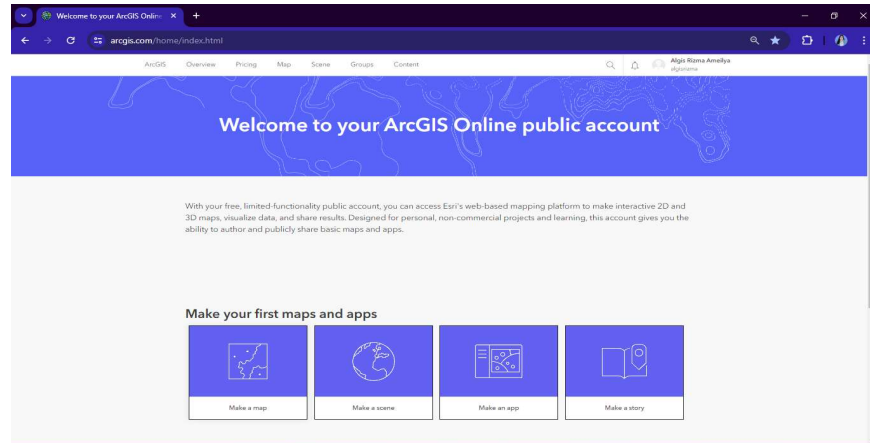 Welcome to your ArcGIS Online
arcgis.com/home/index.html
ArcGIS Overview Pricing Map Scene Groups Content
Algis Rizma Ameilya
algisrizma
Welcome to your ArcGIS Online public account
With your free, limited-functionality public account, you can access Esri's web-based mapping platform to make interactive 2D and
3D maps, visualize data, and share results. Designed for personal, non-commercial projects and learning, this account gives you the
ability to author and publicly share basic maps and apps.
Make your first maps and apps
Make a map Make a scene Make an app Make a story